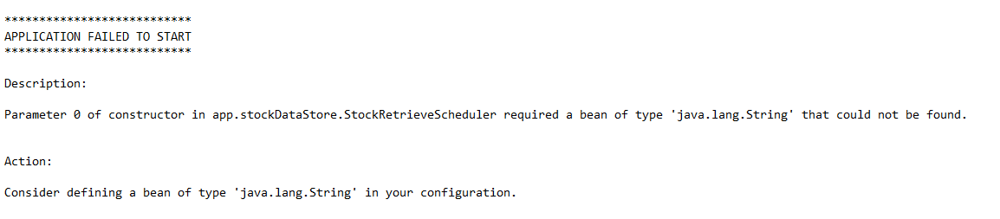 ***************************
APPLICATION FAILED TO START
***************************
Description:
Parameter 0 of constructor in app.stockDataStore.StockRetrieveScheduler required a bean of type 'java.lang.String' that could not be found.
Action:
Consider defining a bean of type 'java.lang.String' in your configuration.